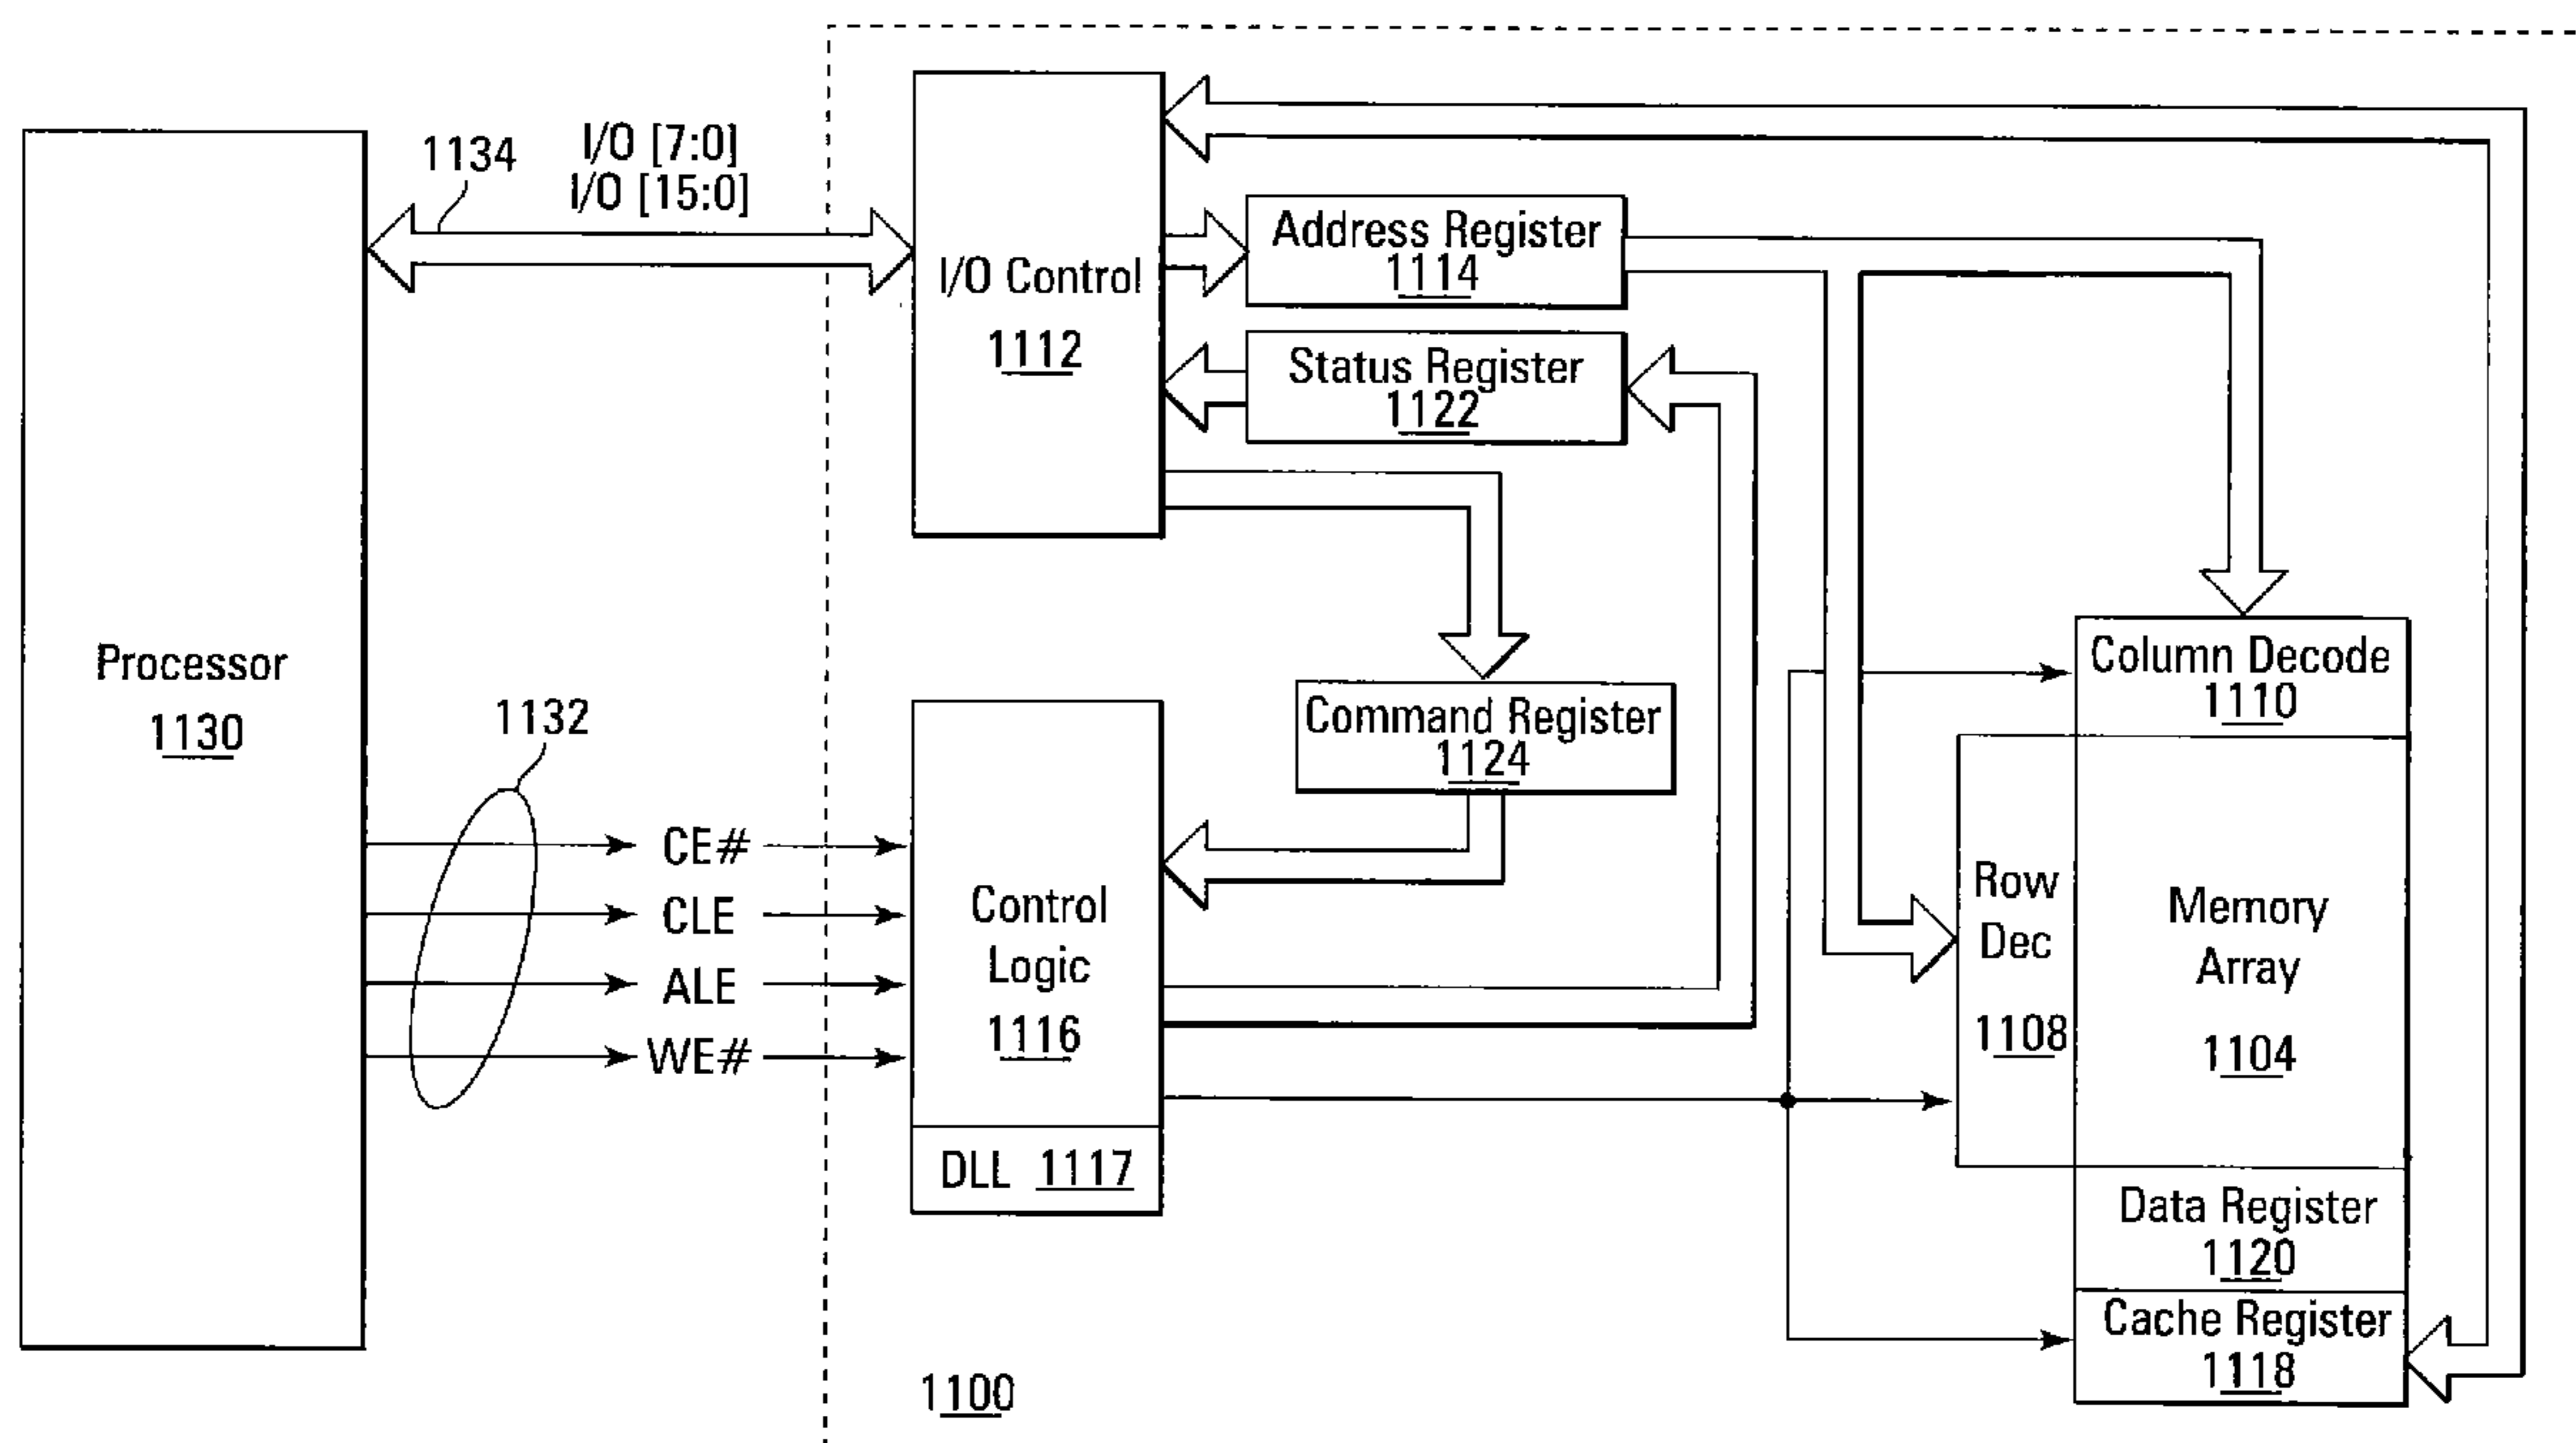 1134
I/O [7:0]
I/O [15:0]
Processor
1130
1132
CE#
CLE
ALE
WE#
I/O Control
1112
Address Register
1114
Status Register
1122
Command Register
1124
Control
Logic
1116
DLL 1117
Column Decode
1110
Row
Dec
1108
Memory
Array
1104
Data Register
1120
Cache Register
1118
1100